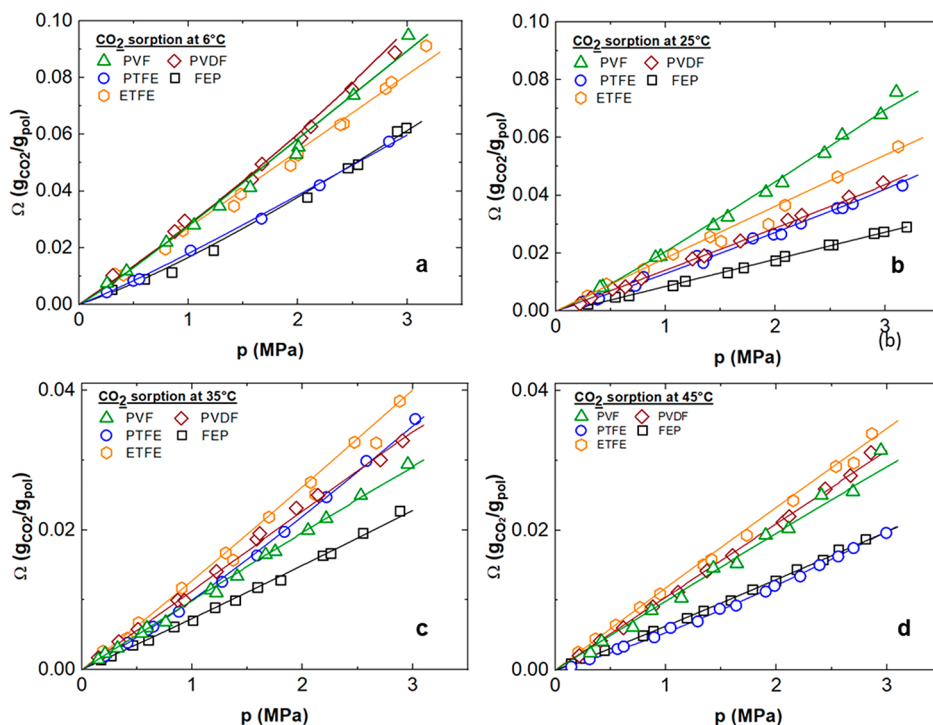 0.10
0.08
0.06
0.04
0.02
0.00
Ω (gCO2/gpol)
CO2 sorption at 6°C
PVF PVDF
PTFE FEP
ETFE
a
0 1 2 3
p (MPa)
0.10
0.08
0.06
0.04
0.02
0.00
Ω (gCO2/gpol)
CO2 sorption at 25°C
PVF PVDF
PTFE FEP
ETFE
b
0 1 2 3
p (MPa)
(b)
0.04
0.02
0.00
Ω (gCO2/gpol)
CO2 sorption at 35°C
PVF PVDF
PTFE FEP
ETFE
c
0 1 2 3
p (MPa)
0.04
0.02
0.00
Ω (gCO2/gpol)
CO2 sorption at 45°C
PVF PVDF
PTFE FEP
ETFE
d
0 1 2 3
p (MPa)